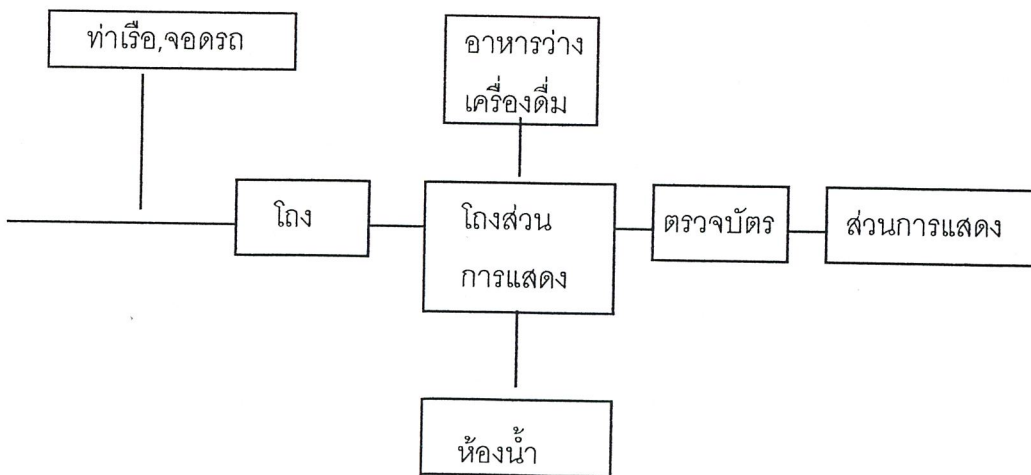 ท่าเรือ,จอดรถ
อาหารว่าง
เครื่องดื่ม
โถง
โถงส่วน
การแสดง
ตรวจบัตร
ส่วนการแสดง
ห้องน้ำ